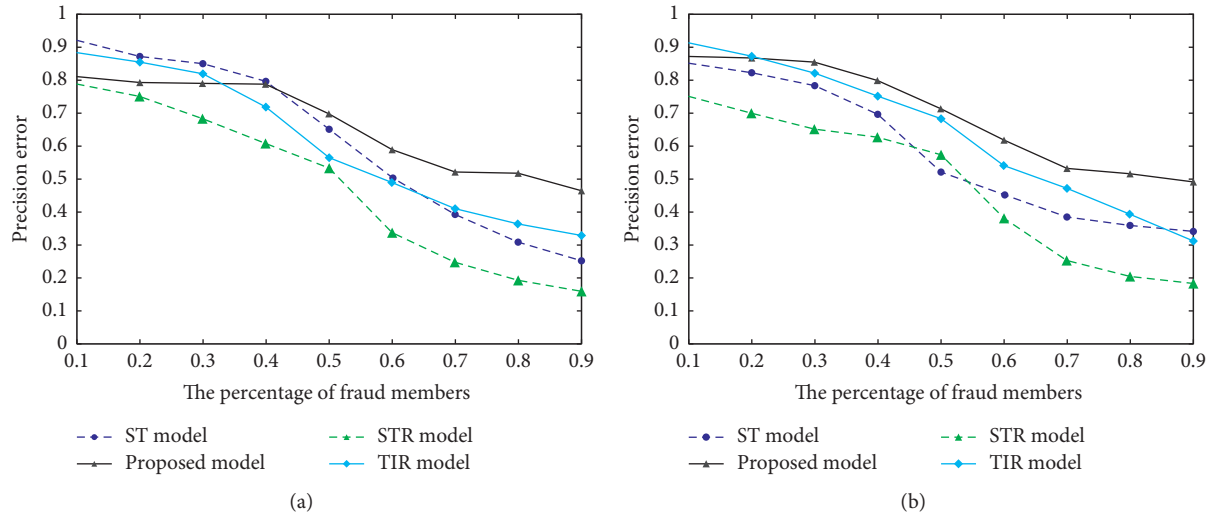 Precision error
1
0.9
0.8
0.7
0.6
0.5
0.4
0.3
0.2
0.1
0
0.1 0.2 0.3 0.4 0.5 0.6 0.7 0.8 0.9
The percentage of fraud members
ST model STR model
Proposed model TIR model
(a)
Precision error
1
0.9
0.8
0.7
0.6
0.5
0.4
0.3
0.2
0.1
0
0.1 0.2 0.3 0.4 0.5 0.6 0.7 0.8 0.9
The percentage of fraud members
ST model STR model
Proposed model TIR model
(b)